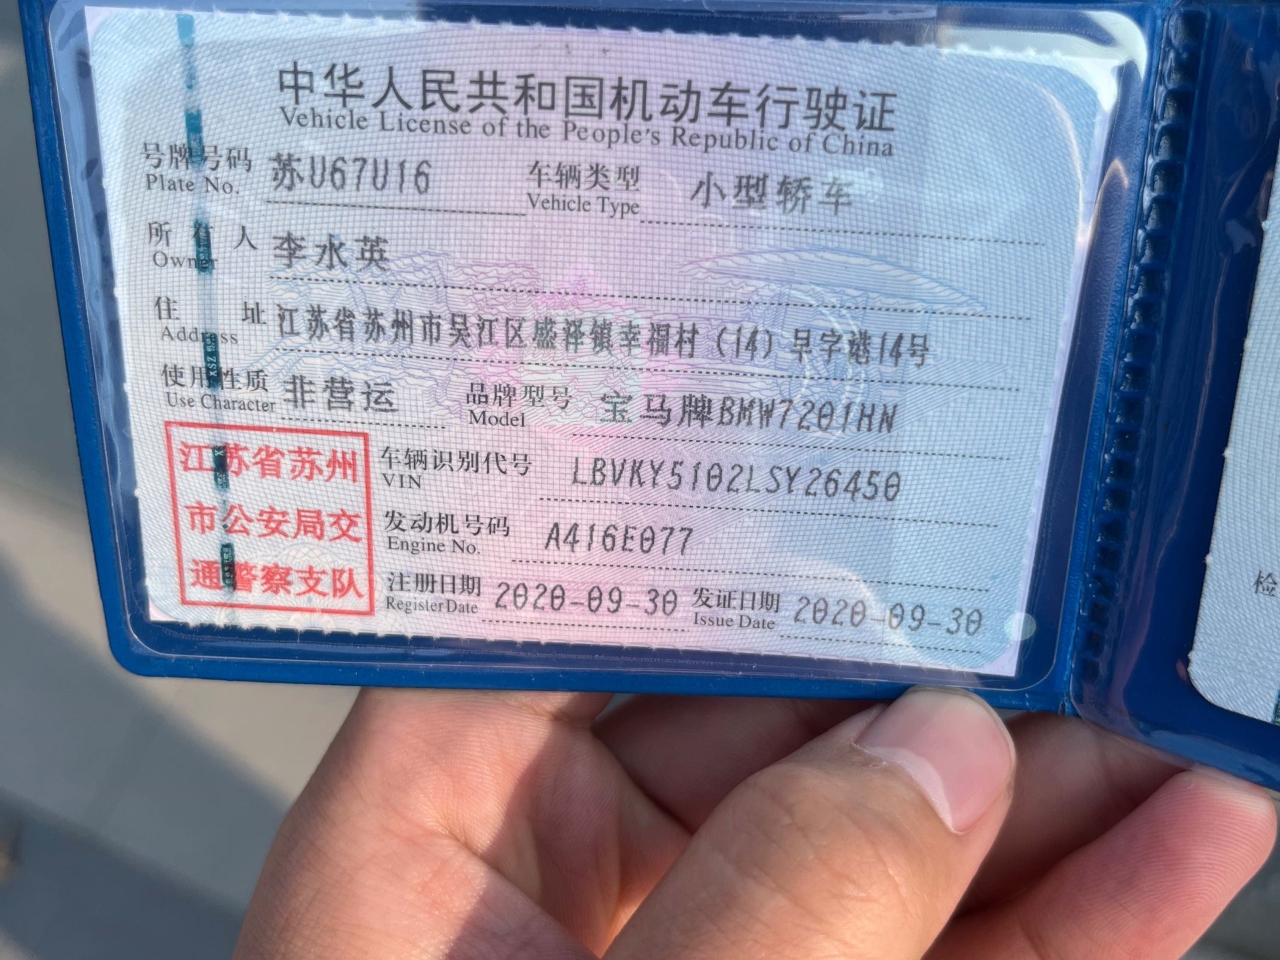 中华人民共和国机动车行驶证
Vehicle License of the People's Republic of China
号牌号码 苏U67U16 车辆类型 小型轿车
Plate No. Vehicle Type
所有人 李水英
Owner
住址 江苏省苏州市吴江区盛泽镇幸福村（14）旱字港14号
Address
使用性质 非营运 品牌型号 宝马牌BMW7201HN
Use Character Model
江苏省苏州
市公安局交
通警察支队
车辆识别代号 LBVKY5102LSY26450
VIN
发动机号码 A416E077
Engine No.
注册日期 2020-09-30 发证日期 2020-09-30
Register Date Issue Date
检